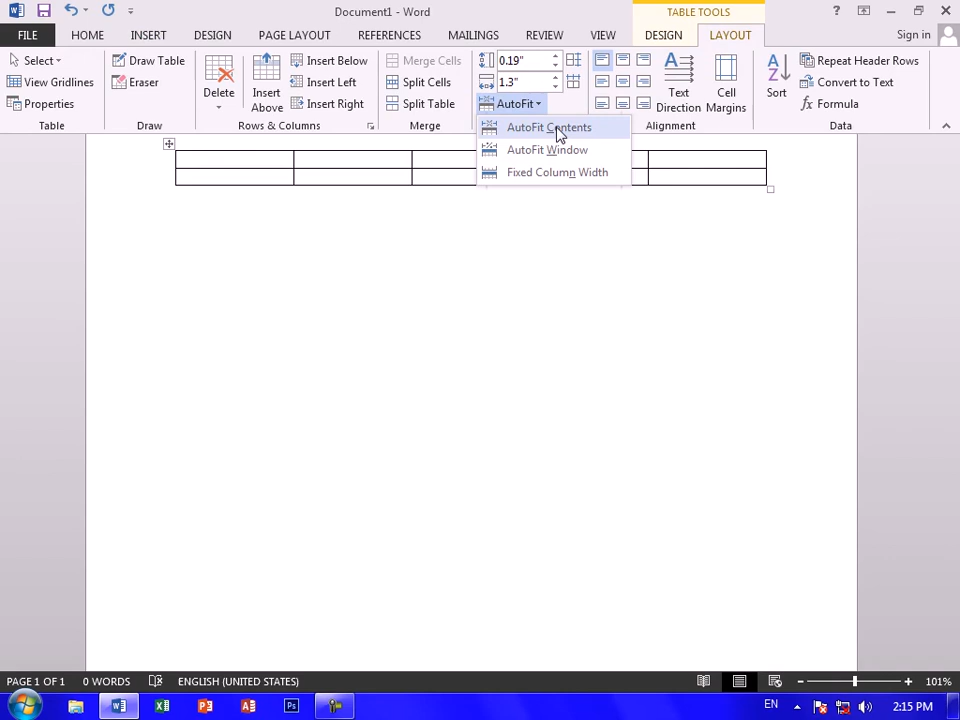 Document1 - Word
TABLE TOOLS
FILE HOME INSERT DESIGN PAGE LAYOUT REFERENCES MAILINGS REVIEW VIEW DESIGN LAYOUT Sign in
Select
View Gridlines
Properties
Table
Draw Table
Eraser
Draw
Delete
Insert Above
Insert Below
Insert Left
Insert Right
Rows & Columns
Merge Cells
Split Cells
Split Table
Merge
0.19"
1.3"
AutoFit
AutoFit Contents
AutoFit Window
Fixed Column Width
Text Direction
Cell Margins
Alignment
Sort
Repeat Header Rows
Convert to Text
Formula
Data
PAGE 1 OF 1 0 WORDS ENGLISH (UNITED STATES) 101%
EN 2:15 PM